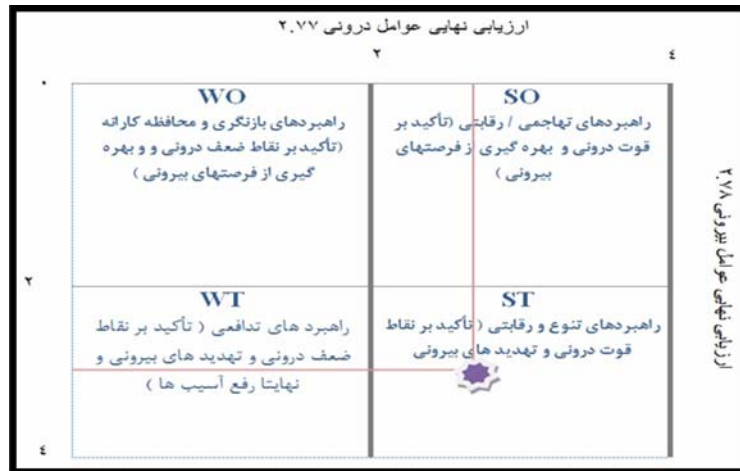 ارزیابی نهایی عوامل درونی ۲.۷۷
۴
۲
۰
SO
راهبردهای تهاجمی / رقابتی (تأکید بر
قوت درونی و بهره گیری از فرصتهای
بیرونی )
WO
راهبردهای بازنگری و محافظه کارانه
(تأکید بر نقاط ضعف درونی و و بهره
گیری از فرصتهای بیرونی )
ارزیابی نهایی عوامل بیرونی ۲.۷۸
۲
ST
راهبردهای تنوع و رقابتی ( تأکید بر نقاط
قوت درونی و تهدید های بیرونی
WT
راهبرد های تدافعی ( تأکید بر نقاط
ضعف درونی و تهدید های بیرونی و
نهایتا رفع آسیب ها )
۴